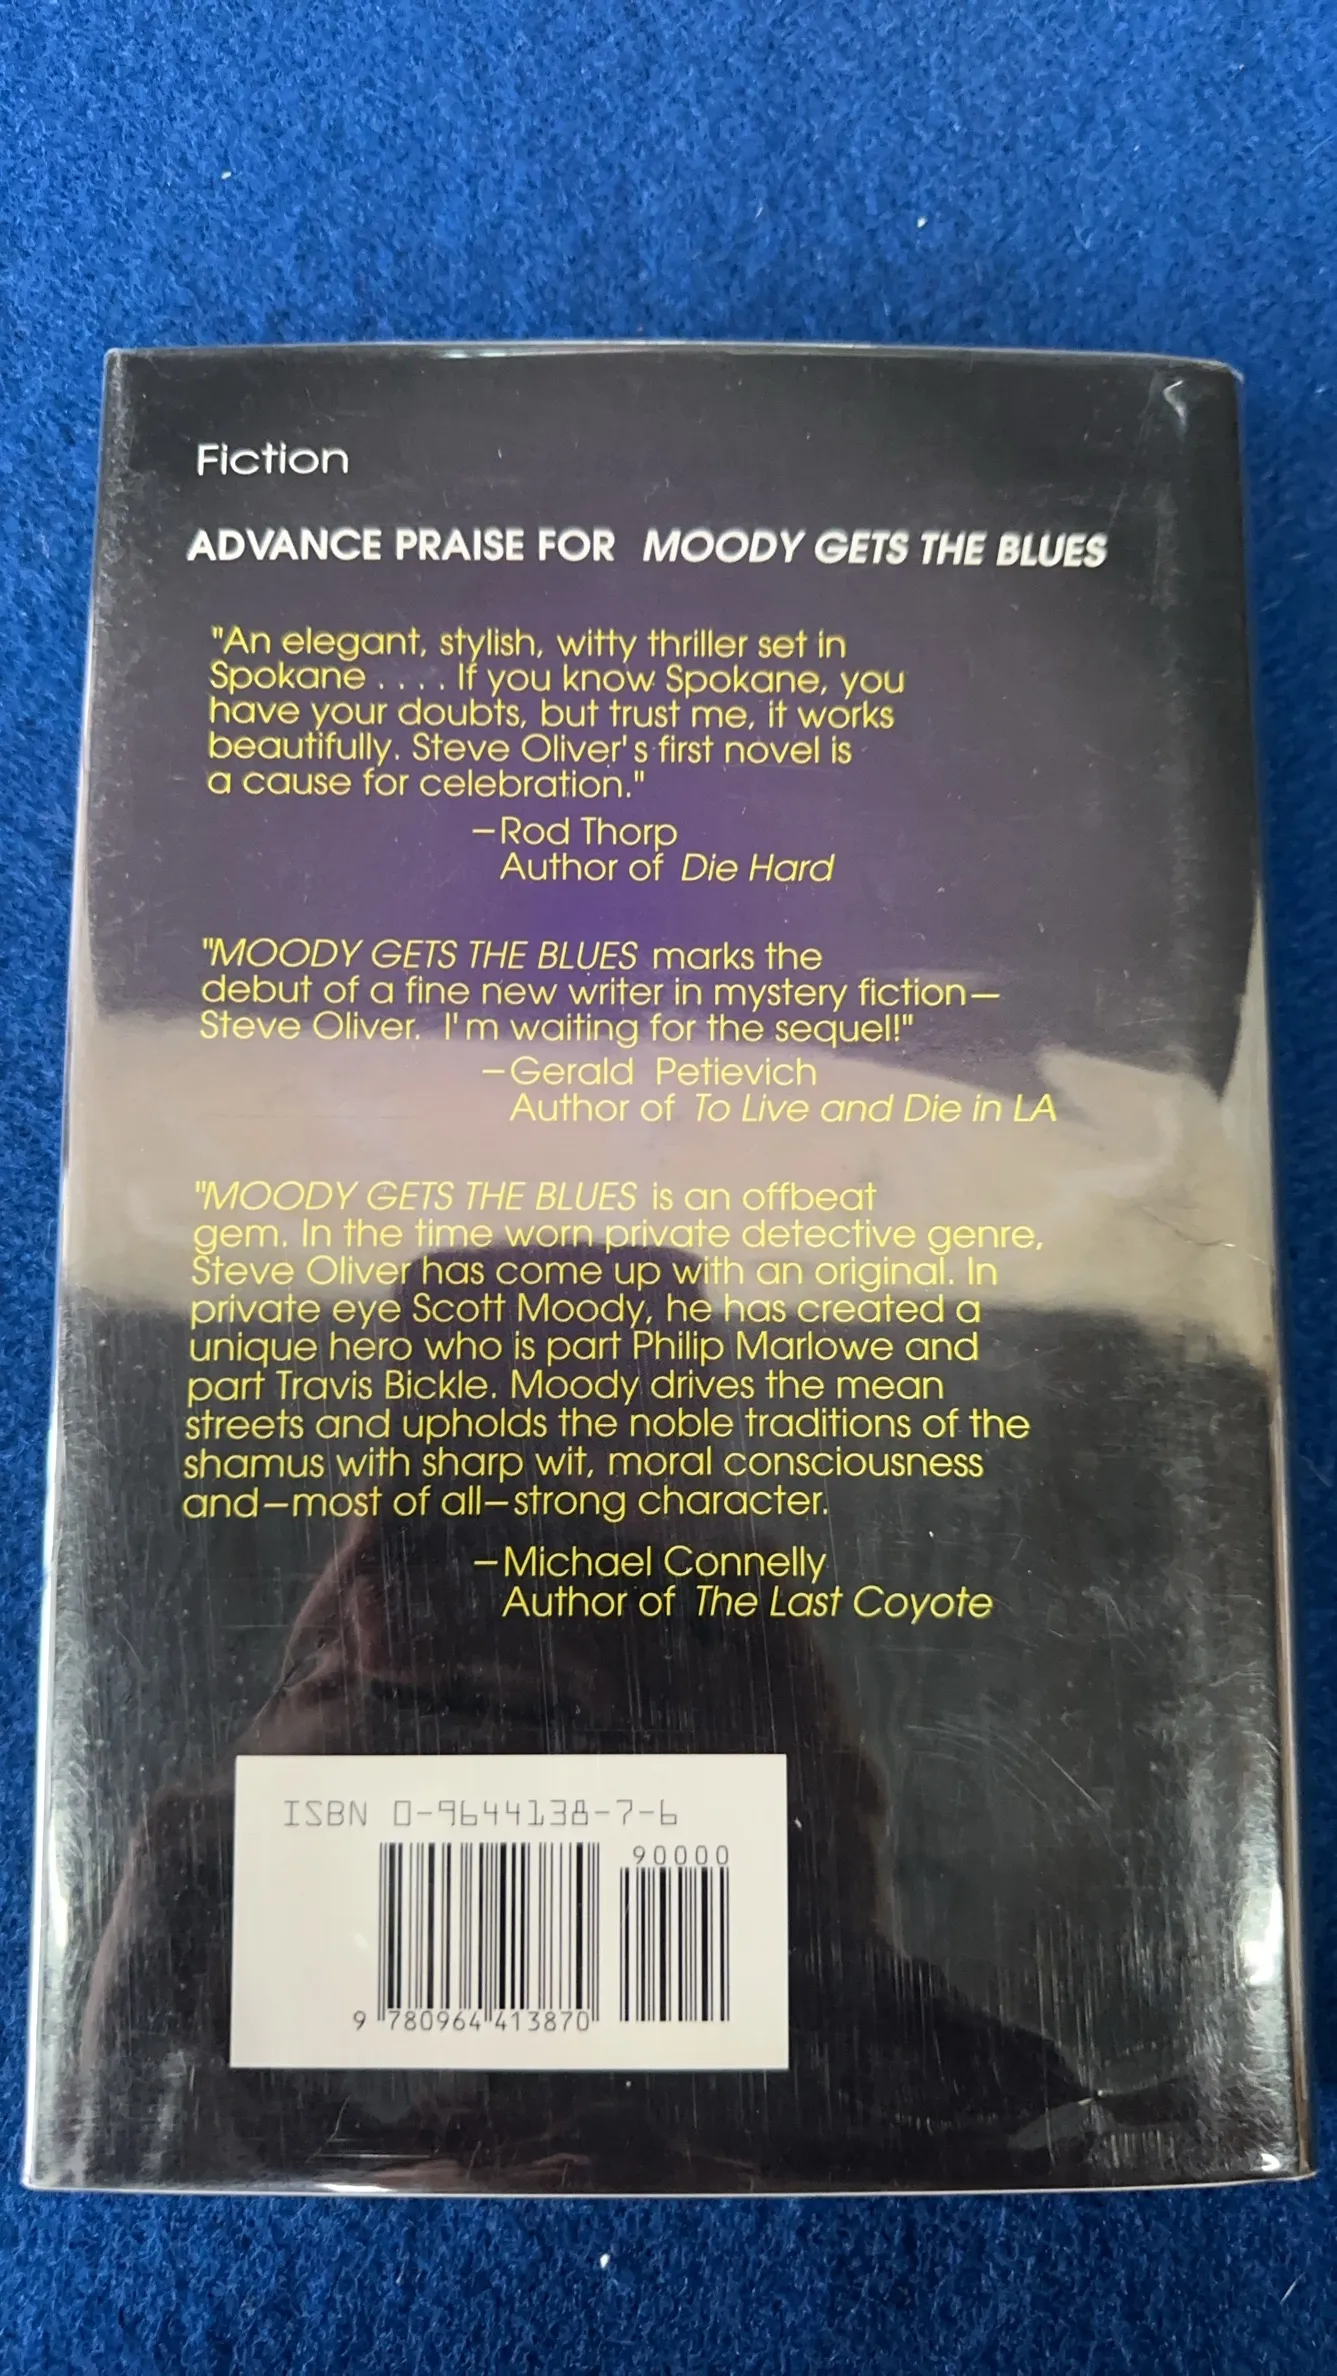 Fiction
ADVANCE PRAISE FOR MOODY GETS THE BLUES
"An elegant, stylish, witty thriller set in
Spokane . . . . If you know Spokane, you
have your doubts, but trust me, it works
beautifully. Steve Oliver's first novel is
a cause for celebration."
–Rod Thorp
Author of Die Hard
"MOODY GETS THE BLUES marks the
debut of a fine new writer in mystery fiction–
Steve Oliver. I'm waiting for the sequel!"
–Gerald Petievich
Author of To Live and Die in LA
"MOODY GETS THE BLUES is an offbeat
gem. In the time worn private detective genre,
Steve Oliver has come up with an original. In
private eye Scott Moody, he has created a
unique hero who is part Philip Marlowe and
part Travis Bickle. Moody drives the mean
streets and upholds the noble traditions of the
shamus with sharp wit, moral consciousness
and–most of all–strong character.
–Michael Connelly
Author of The Last Coyote
ISBN 0-9644138-7-6
90000
9 780964 413870